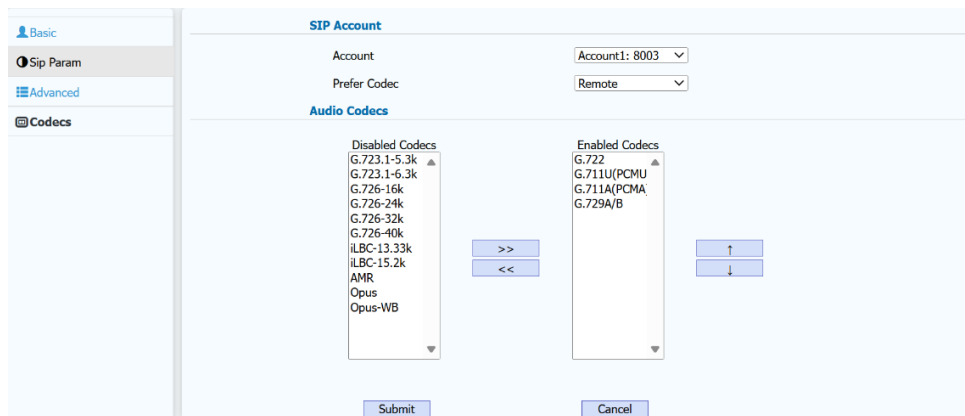 Basic
Sip Param
Advanced
Codecs
SIP Account
Account
Account1: 8003
Prefer Codec
Remote
Audio Codecs
Disabled Codecs
G.723.1-5.3k
G.723.1-6.3k
G.726-16k
G.726-24k
G.726-32k
G.726-40k
iLBC-13.33k
iLBC-15.2k
AMR
Opus
Opus-WB
>>
<<
Enabled Codecs
G.722
G.711U(PCMU
G.711A(PCMA)
G.729A/B
↑
↓
Submit
Cancel